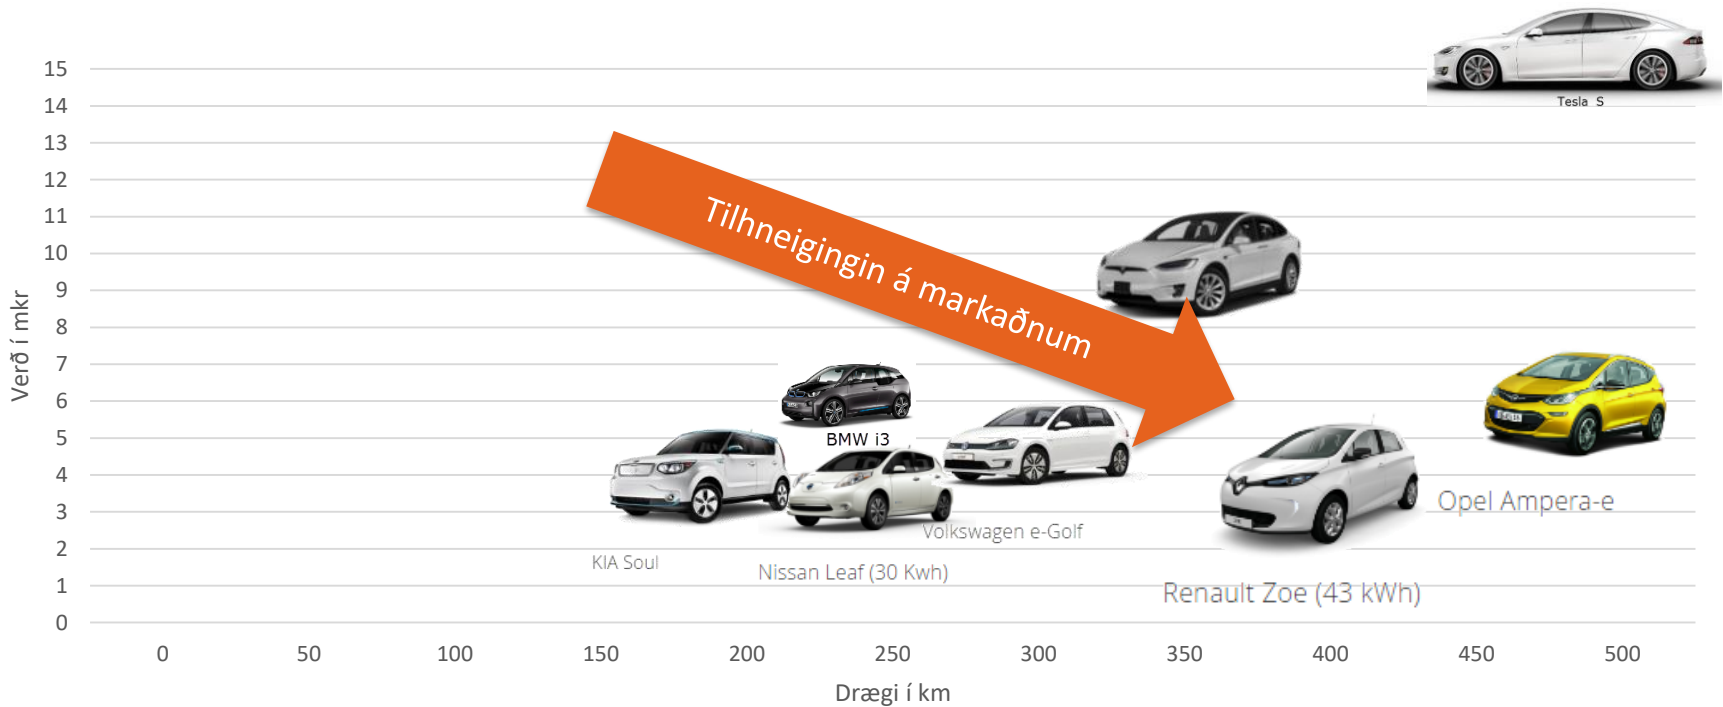 Tesla S
15
14
13
12
11
10
9
8
7
6
5
4
3
2
1
0
Verð í mkr
Tilhneigingin á markaðnum
BMW i3
KIA Soul
Nissan Leaf (30 Kwh)
Volkswagen e-Golf
Renault Zoe (43 kWh)
Opel Ampera-e
0 50 100 150 200 250 300 350 400 450 500
Drægi í km